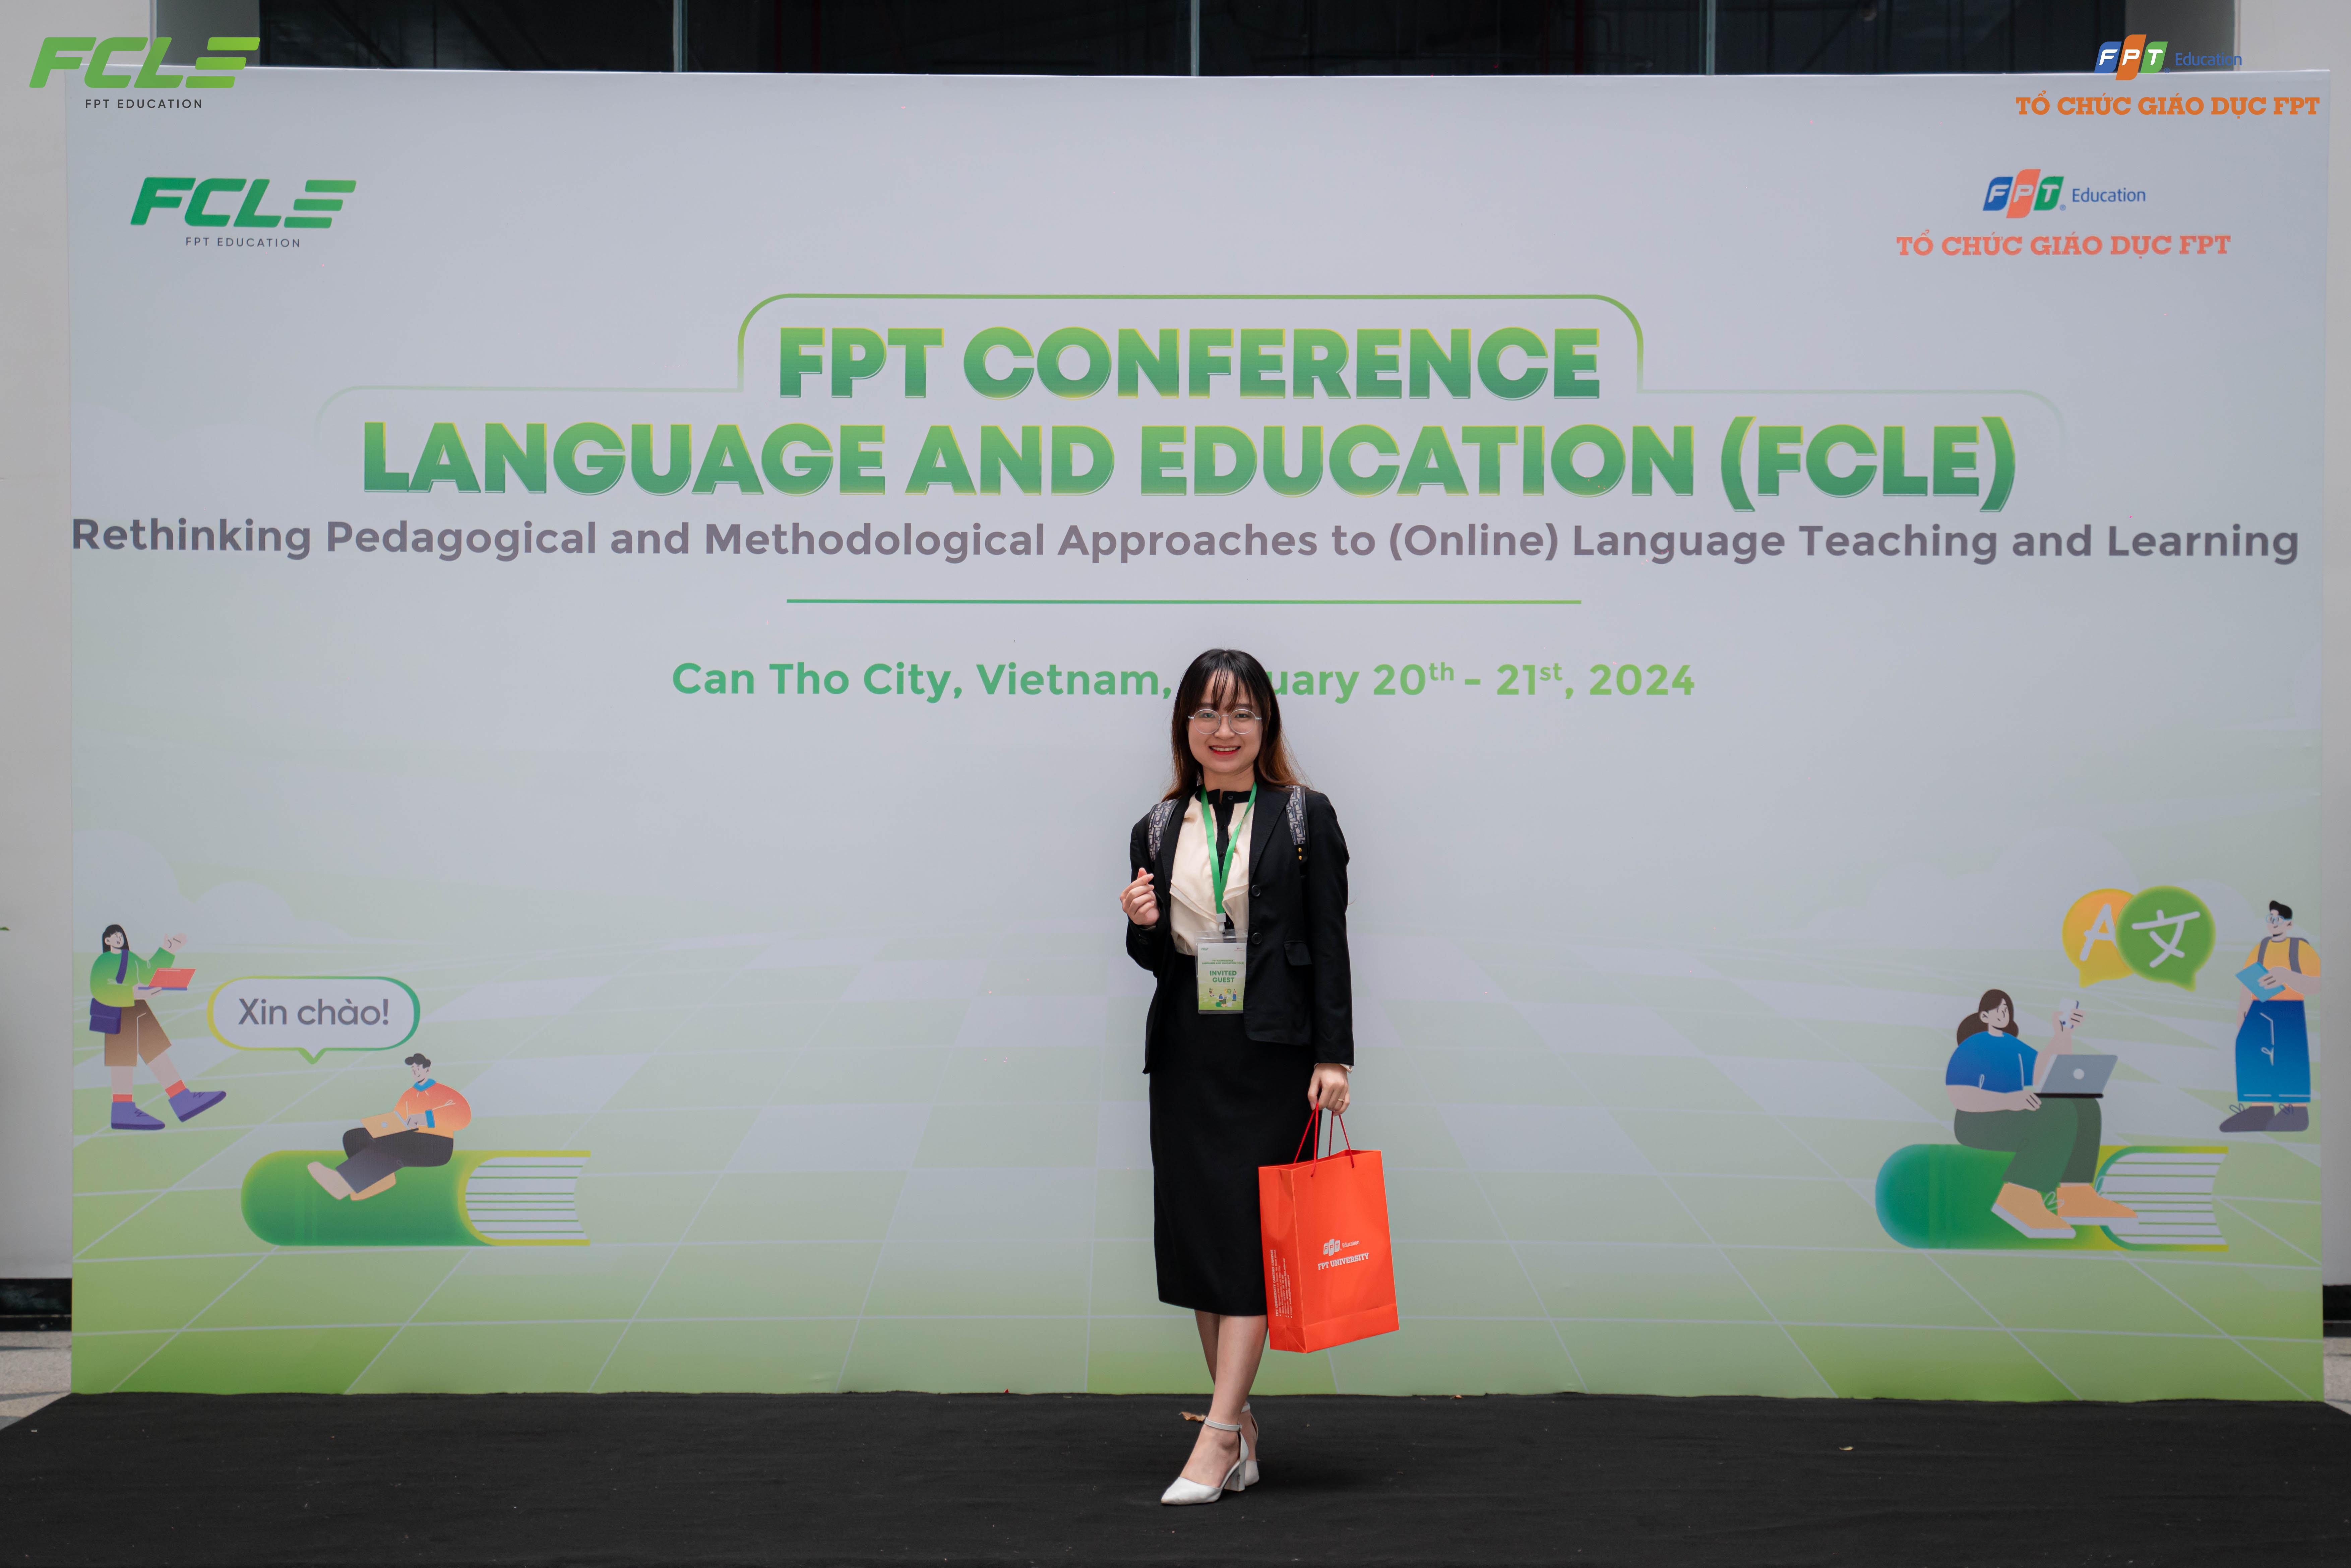 FCLE
FPT EDUCATION
FPT Education
TỔ CHỨC GIÁO DỤC FPT
FCLE
FPT EDUCATION
FPT Education
TỔ CHỨC GIÁO DỤC FPT
FPT CONFERENCE
LANGUAGE AND EDUCATION (FCLE)
Rethinking Pedagogical and Methodological Approaches to (Online) Language Teaching and Learning
Can Tho City, Vietnam, uary 20th - 21st, 2024
A 文
Xin chào!
INVITED
GUEST
FPT Education
FPT UNIVERSITY